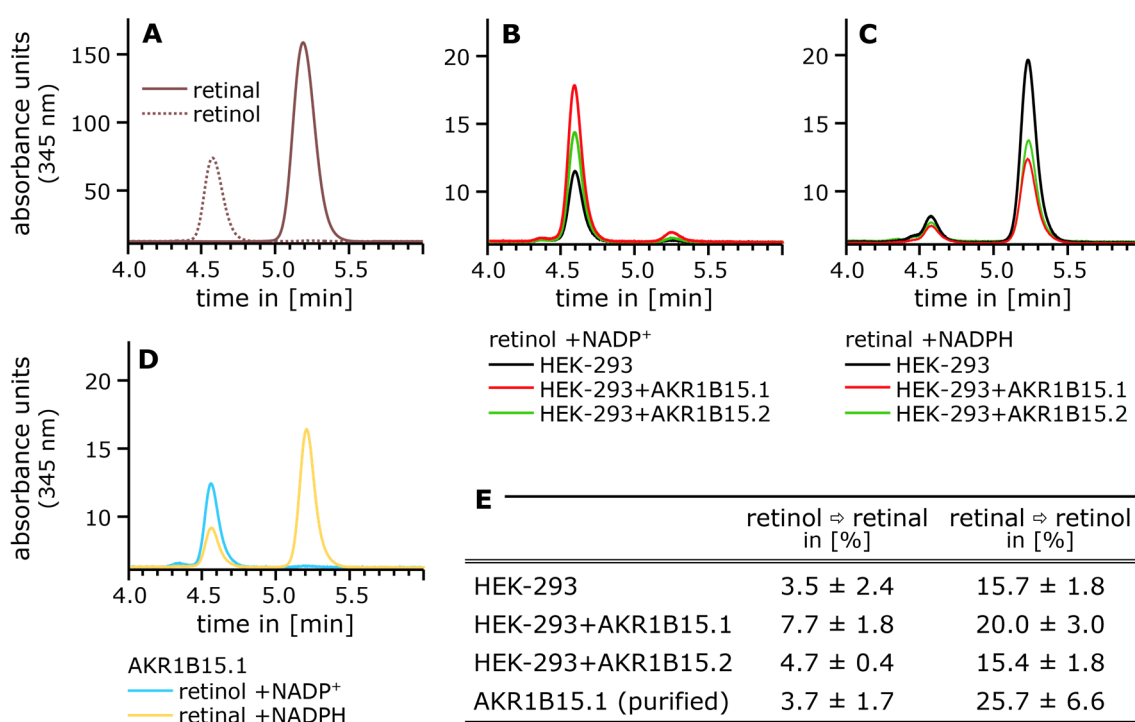 A
absorbance units
(345 nm)
150
100
50
retinal
retinol
4.0 4.5 5.0 5.5
time in [min]
B
20
15
10
4.0 4.5 5.0 5.5
time in [min]
retinol +NADP⁺
HEK-293
HEK-293+AKR1B15.1
HEK-293+AKR1B15.2
C
20
15
10
4.0 4.5 5.0 5.5
time in [min]
retinal +NADPH
HEK-293
HEK-293+AKR1B15.1
HEK-293+AKR1B15.2
D
absorbance units
(345 nm)
20
15
10
4.0 4.5 5.0 5.5
time in [min]
AKR1B15.1
retinol +NADP⁺
retinal +NADPH
E
retinol ⇨ retinal retinal ⇨ retinol
in [%] in [%]
HEK-293 3.5 ± 2.4 15.7 ± 1.8
HEK-293+AKR1B15.1 7.7 ± 1.8 20.0 ± 3.0
HEK-293+AKR1B15.2 4.7 ± 0.4 15.4 ± 1.8
AKR1B15.1 (purified) 3.7 ± 1.7 25.7 ± 6.6